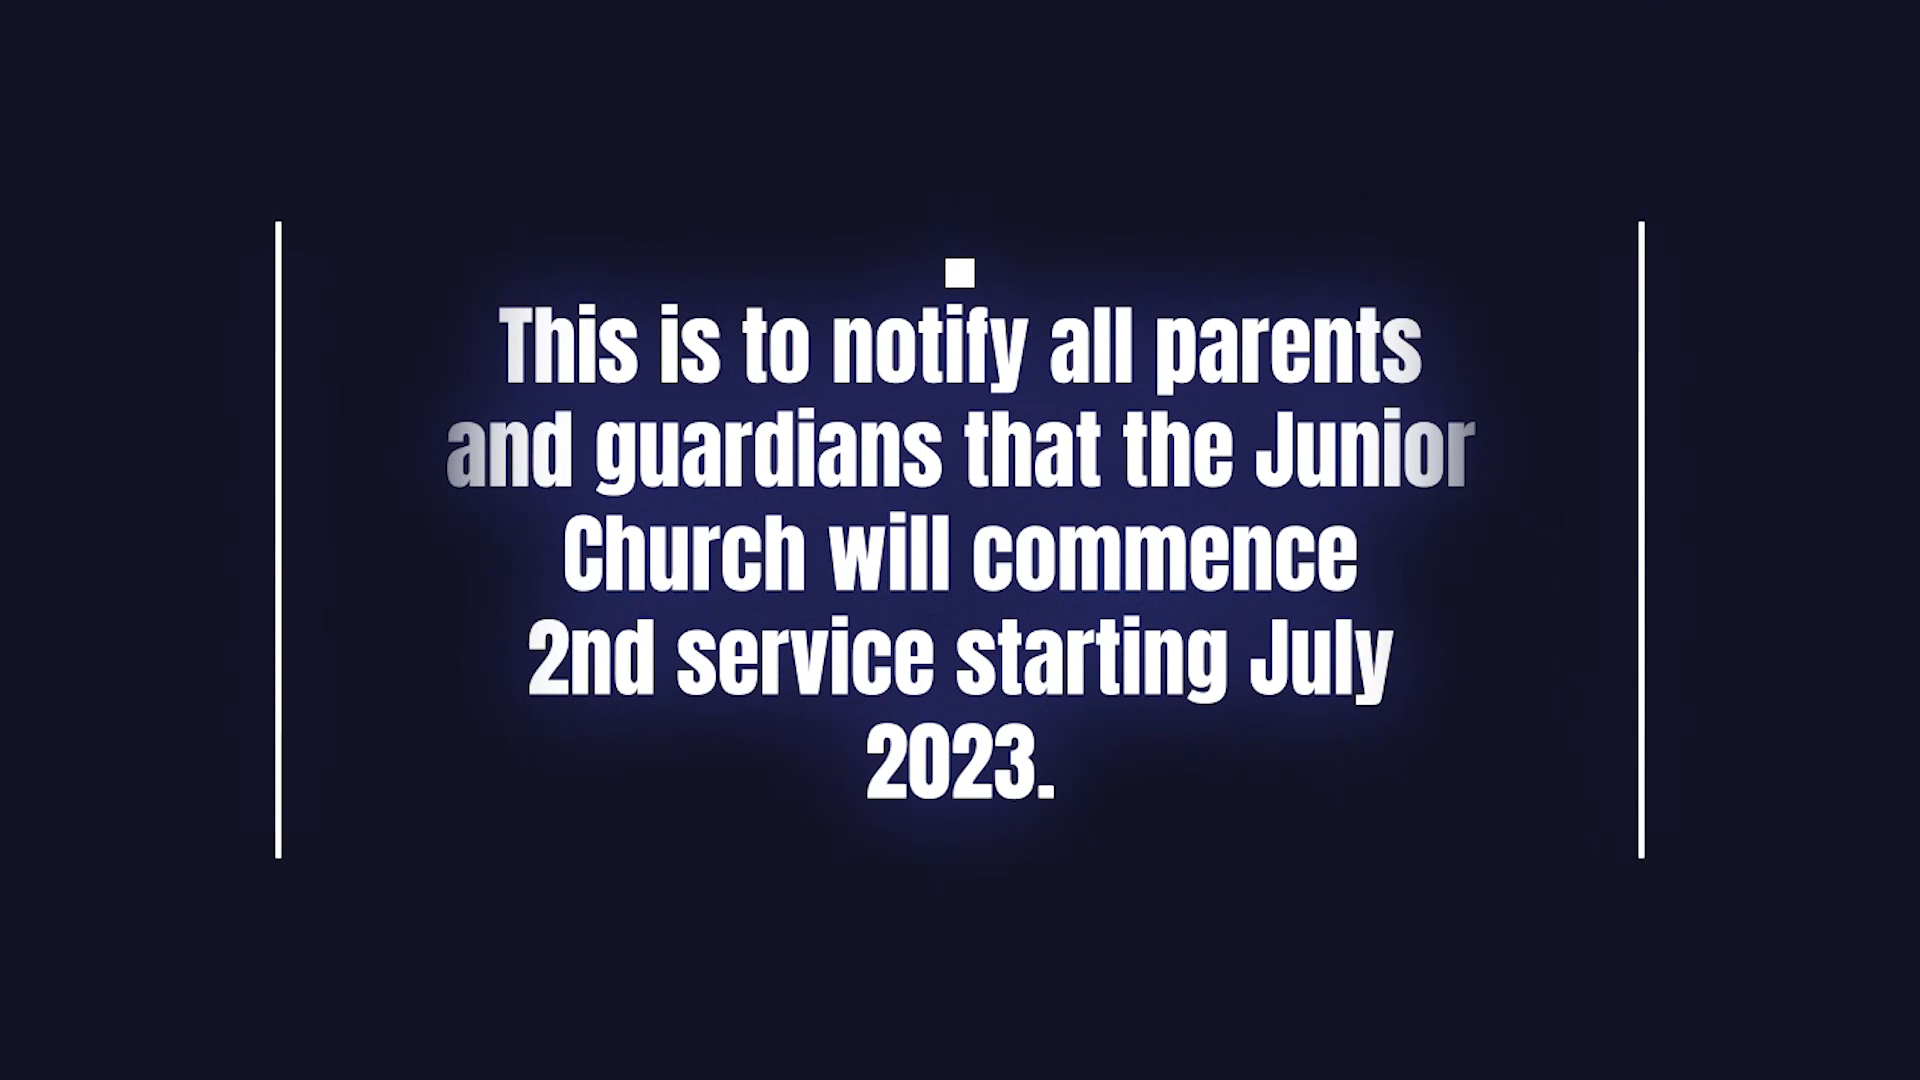 This is to notify all parents
and guardians that the Junior
Church will commence
2nd service starting July
2023.